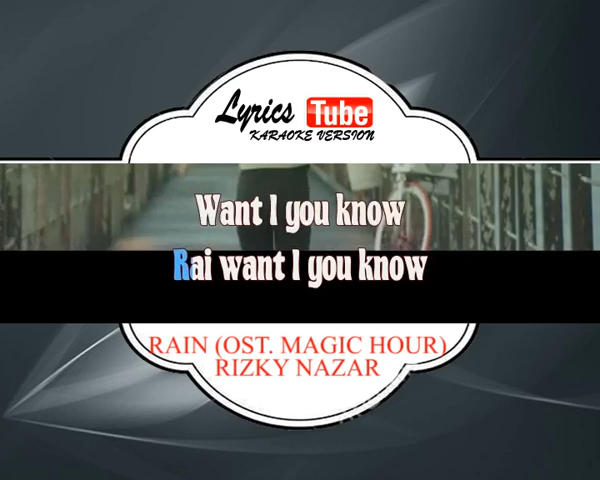 Lyrics Tube
KARAOKE VERSION
Want I you know
Rai want I you know
RAIN (OST. MAGIC HOUR)
RIZKY NAZAR